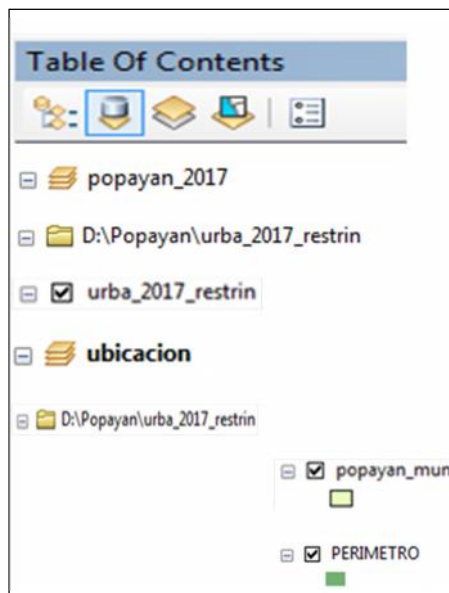 Table Of Contents
popayan_2017
D:\Popayan\urba_2017_restrin
urba_2017_restrin
ubicacion
D:\Popayan\urba_2017_restrin
popayan_mun
PERIMETRO